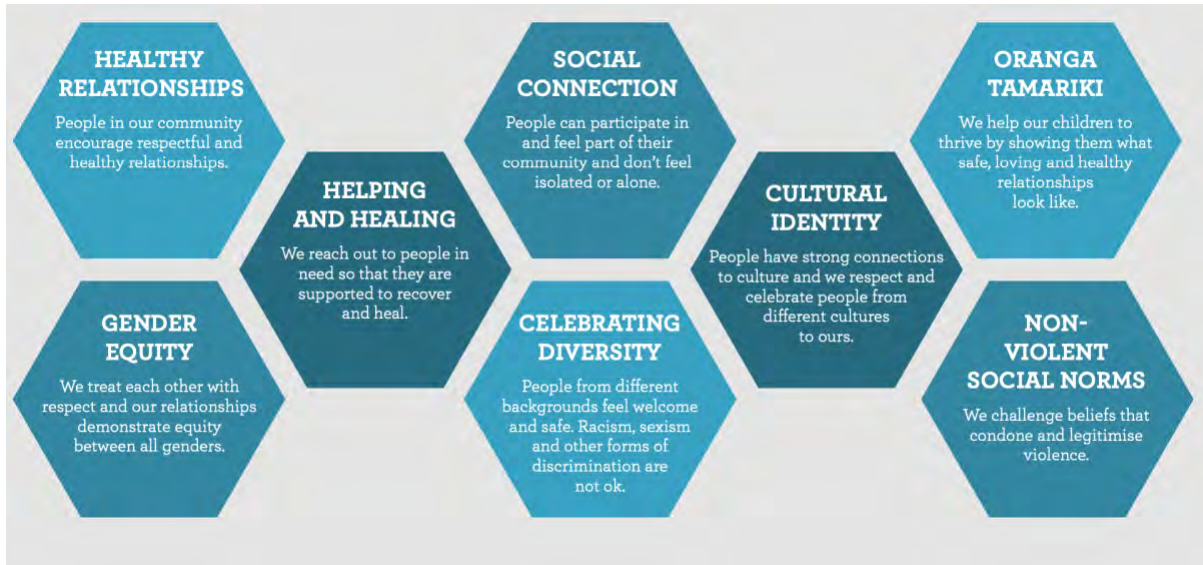 HEALTHY
RELATIONSHIPS
People in our community
encourage respectful and
healthy relationships.
GENDER
EQUITY
We treat each other with
respect and our relationships
demonstrate equity
between all genders.
HELPING
AND HEALING
We reach out to people in
need so that they are
supported to recover
and heal.
SOCIAL
CONNECTION
People can participate in
and feel part of their
community and don't feel
isolated or alone.
CELEBRATING
DIVERSITY
People from different
backgrounds feel welcome
and safe. Racism, sexism
and other forms of
discrimination are
not ok.
CULTURAL
IDENTITY
People have strong connections
to culture and we respect and
celebrate people from
different cultures
to ours.
ORANGA
TAMARIKI
We help our children to
thrive by showing them what
safe, loving and healthy
relationships
look like.
NON-
VIOLENT
SOCIAL NORMS
We challenge beliefs that
condone and legitimise
violence.